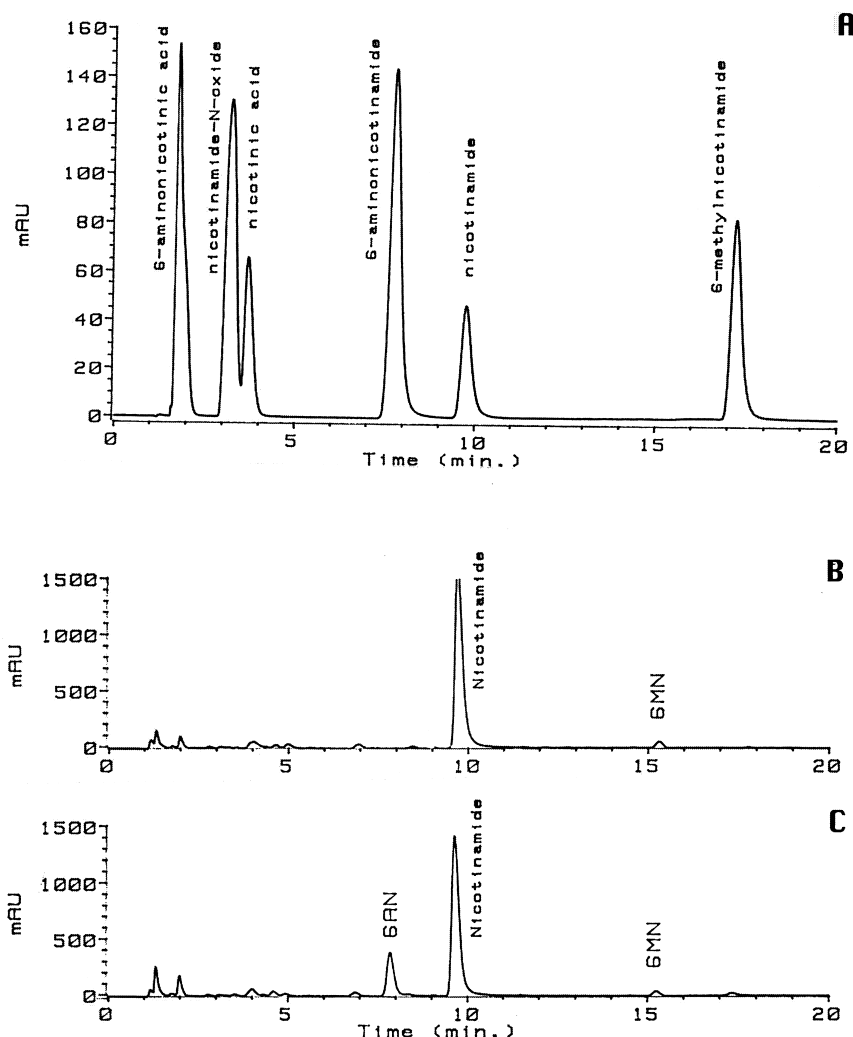 A
160
140
120
100
80
60
40
20
0
mAU
6-aminonicotinic acid
nicotinamide-N-oxide
nicotinic acid
6-aminonicotinamide
nicotinamide
6-methylnicotinamide
0 5 10 15 20
Time (min.)
B
1500
1000
500
0
mAU
Nicotinamide
6MN
0 5 10 15 20
C
1500
1000
500
0
mAU
6AN
Nicotinamide
6MN
0 5 10 15 20
Time (min.)